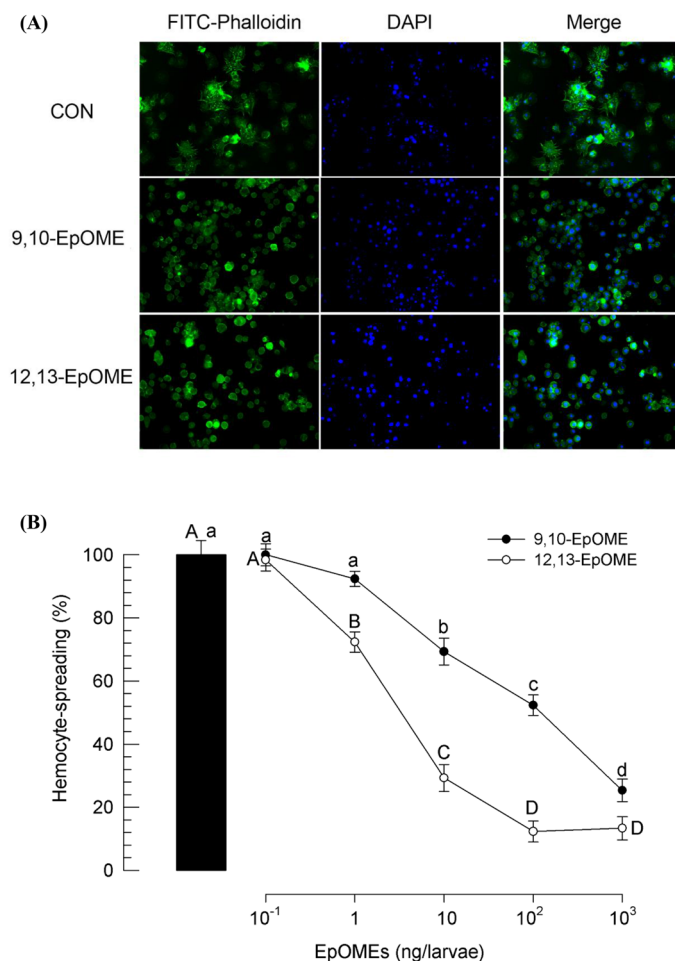 (A)
FITC-Phalloidin DAPI Merge
CON
9,10-EpOME
12,13-EpOME
(B)
A a
a
A
a
B
b
C
c
D
d
D
9,10-EpOME
12,13-EpOME
Hemocyte-spreading (%)
100
80
60
40
20
0
10⁻¹ 1 10 10² 10³
EpOMEs (ng/larvae)